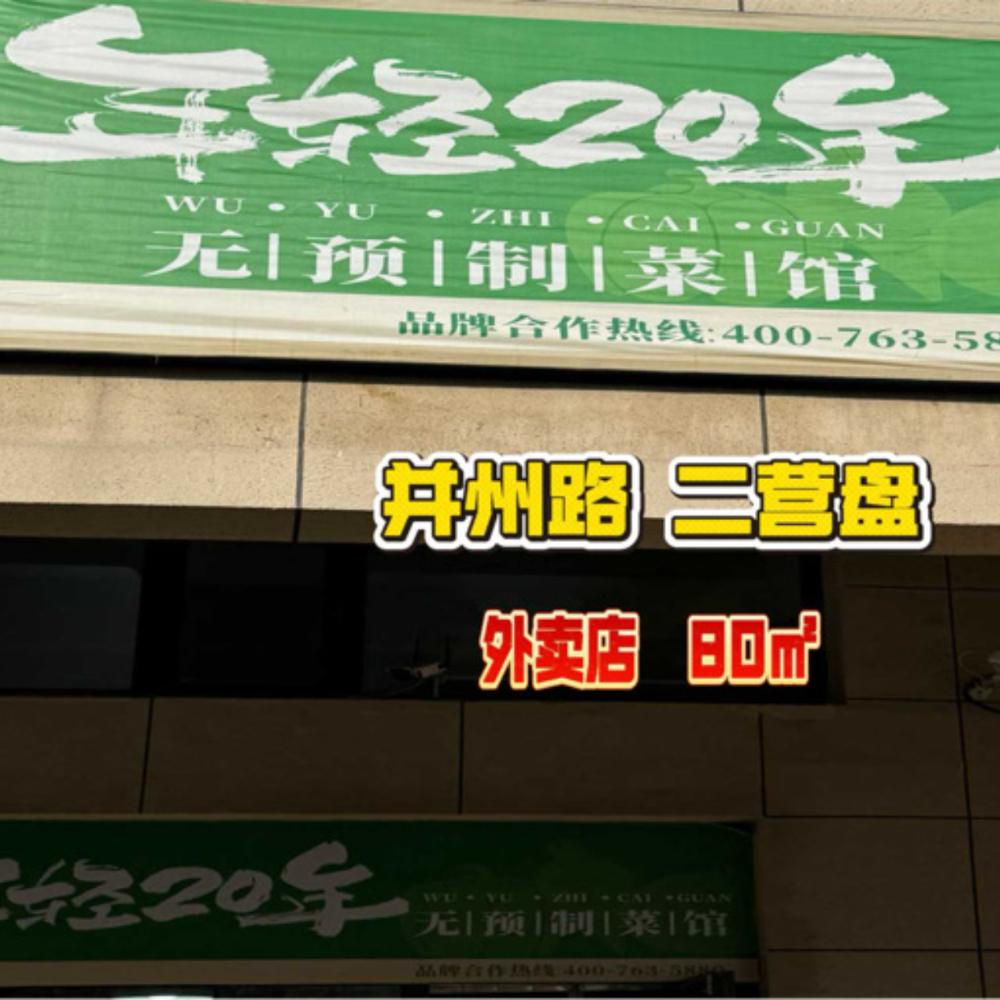 年轻20年
WU · YU · ZHI · CAI · GUAN
无|预|制|菜|馆
品牌合作热线:400-763-58
并州路 二营盘
外卖店 80㎡
轻20年
WU · YU · ZHI · CAI · GUAN
无|预|制|菜|馆
品牌合作热线:400-763-5880